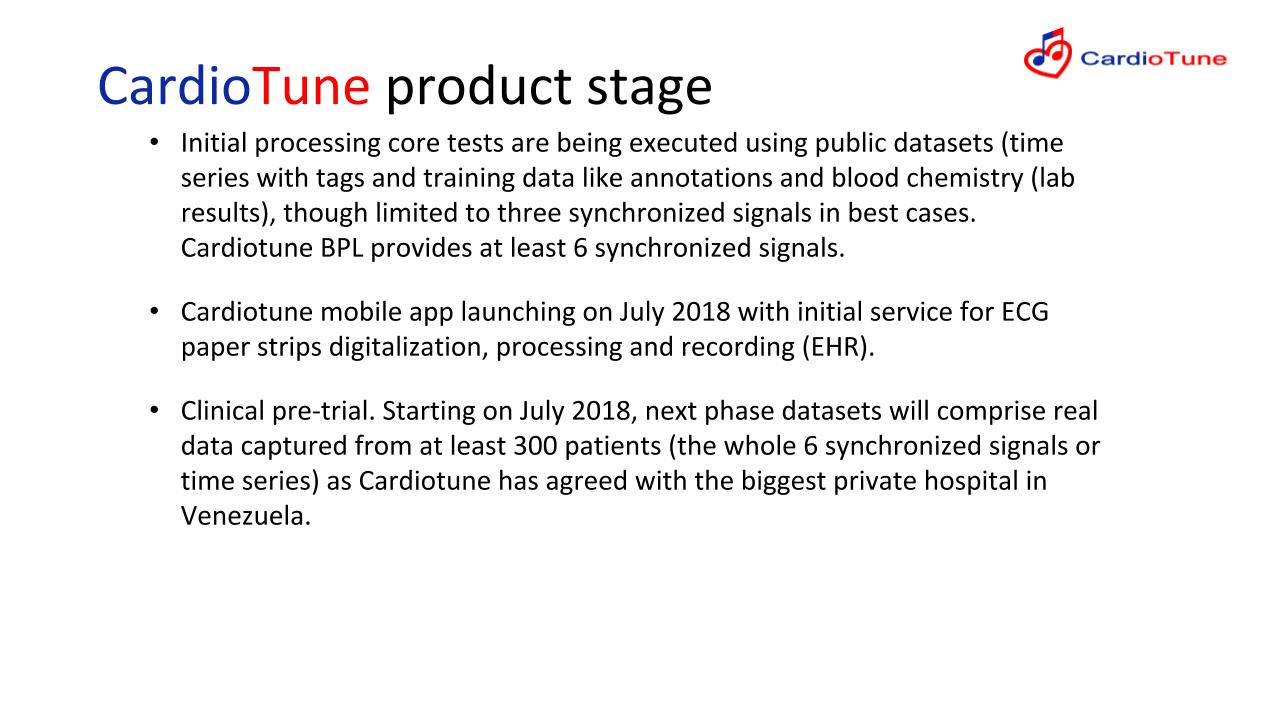 CardioTune
CardioTune product stage
• Initial processing core tests are being executed using public datasets (time
series with tags and training data like annotations and blood chemistry (lab
results), though limited to three synchronized signals in best cases.
Cardiotune BPL provides at least 6 synchronized signals.
• Cardiotune mobile app launching on July 2018 with initial service for ECG
paper strips digitalization, processing and recording (EHR).
• Clinical pre-trial. Starting on July 2018, next phase datasets will comprise real
data captured from at least 300 patients (the whole 6 synchronized signals or
time series) as Cardiotune has agreed with the biggest private hospital in
Venezuela.